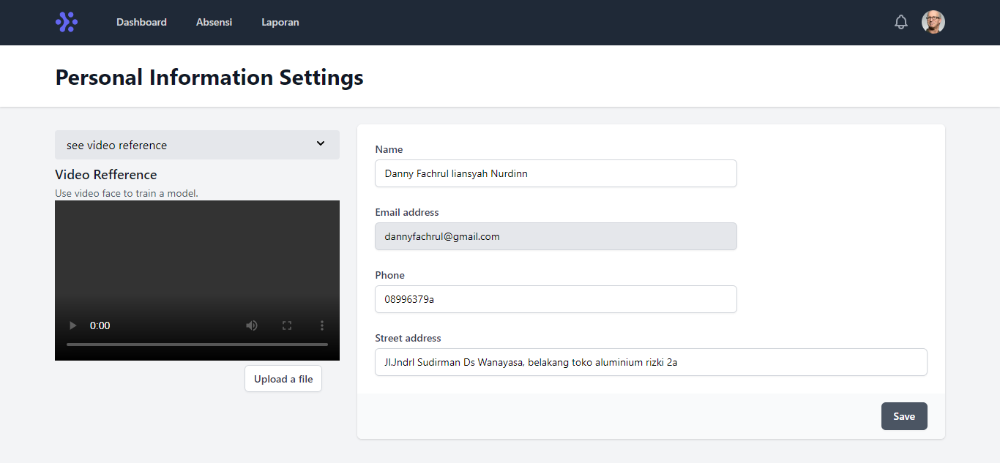 Dashboard Absensi Laporan
Personal Information Settings
see video reference
Video Refference
Use video face to train a model.
0:00
Upload a file
Name
Danny Fachrul liansyah Nurdinn
Email address
dannyfachrul@gmail.com
Phone
08996379a
Street address
Jl.Jndrl Sudirman Ds Wanayasa, belakang toko aluminium rizki 2a
Save